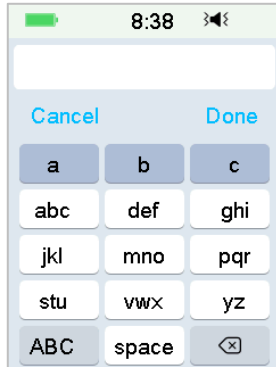 8:38
Cancel Done
a b c
abc def ghi
jkl mno pqr
stu vwx yz
ABC space